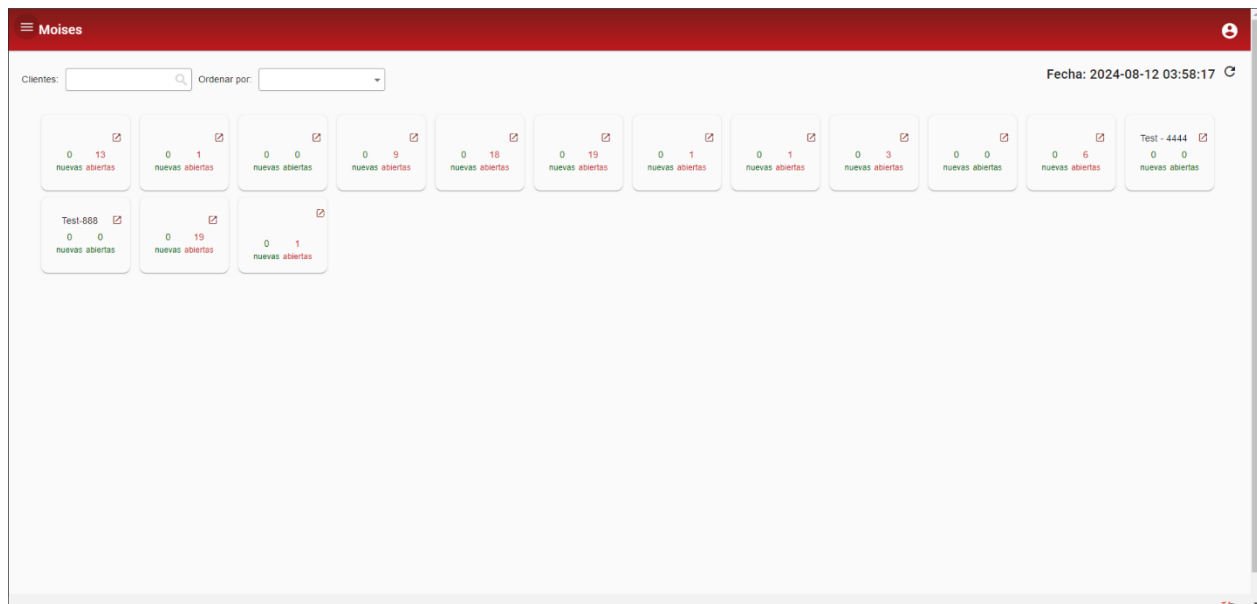 Moises
Clientes: Ordenar por: Fecha: 2024-08-12 03:58:17
Test - 4444
0 13 0 1 0 0 0 9 0 18 0 19 0 1 0 1 0 3 0 0 0 6 0 0
nuevas abiertas nuevas abiertas nuevas abiertas nuevas abiertas nuevas abiertas nuevas abiertas nuevas abiertas nuevas abiertas nuevas abiertas nuevas abiertas nuevas abiertas nuevas abiertas
Test-888
0 0 0 19 0 1
nuevas abiertas nuevas abiertas nuevas abiertas